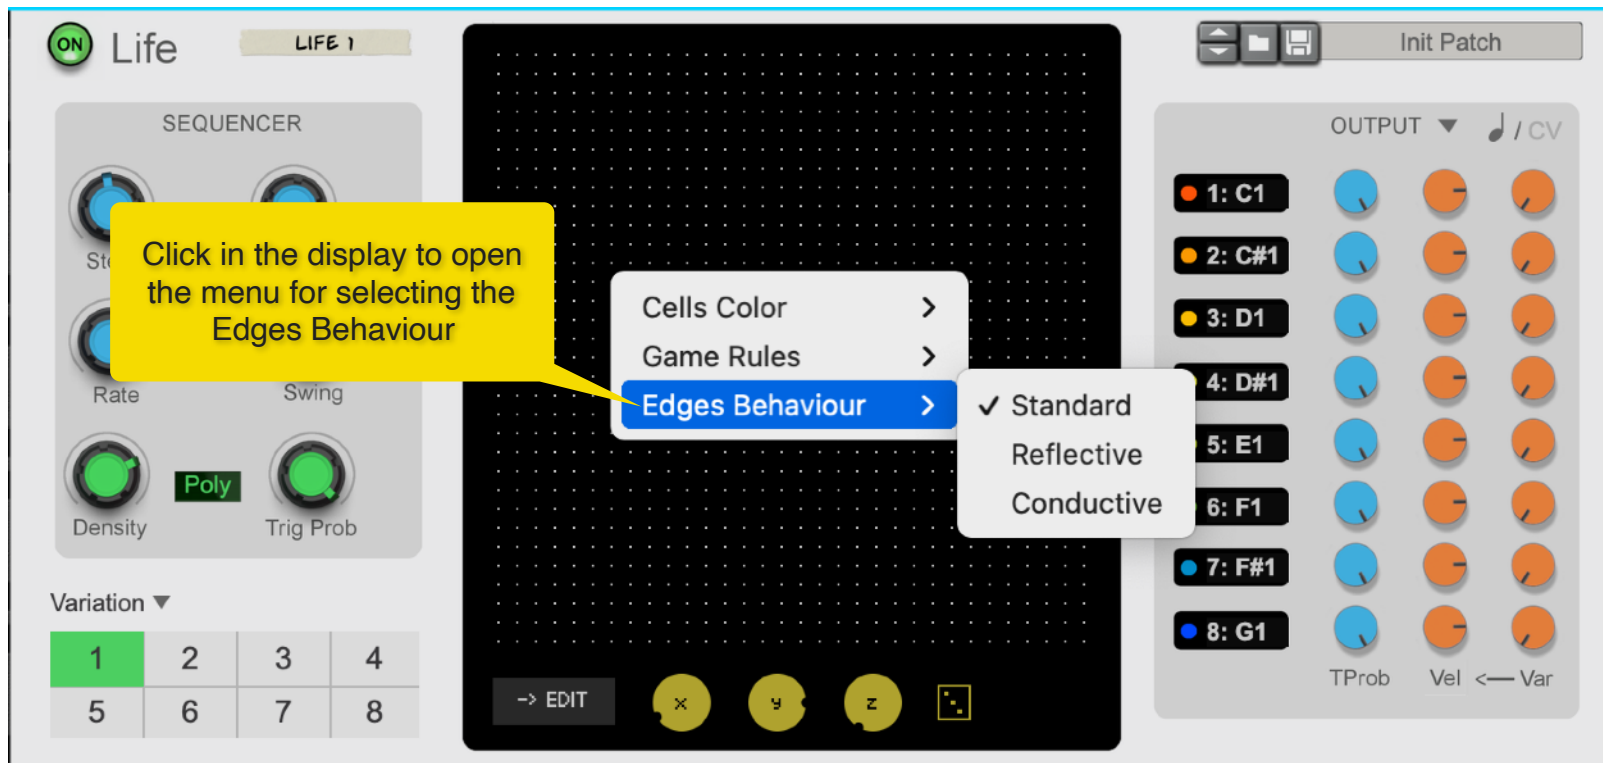 ON
Life
LIFE 1
Init Patch
SEQUENCER
Click in the display to open
the menu for selecting the
Edges Behaviour
Rate
Swing
Density
Poly
Trig Prob
Variation
1 2 3 4
5 6 7 8
Cells Color
Game Rules
Edges Behaviour
Standard
Reflective
Conductive
-> EDIT
x
y
z
OUTPUT
/ CV
1: C1
2: C#1
3: D1
4: D#1
5: E1
6: F1
7: F#1
8: G1
TProb Vel <— Var